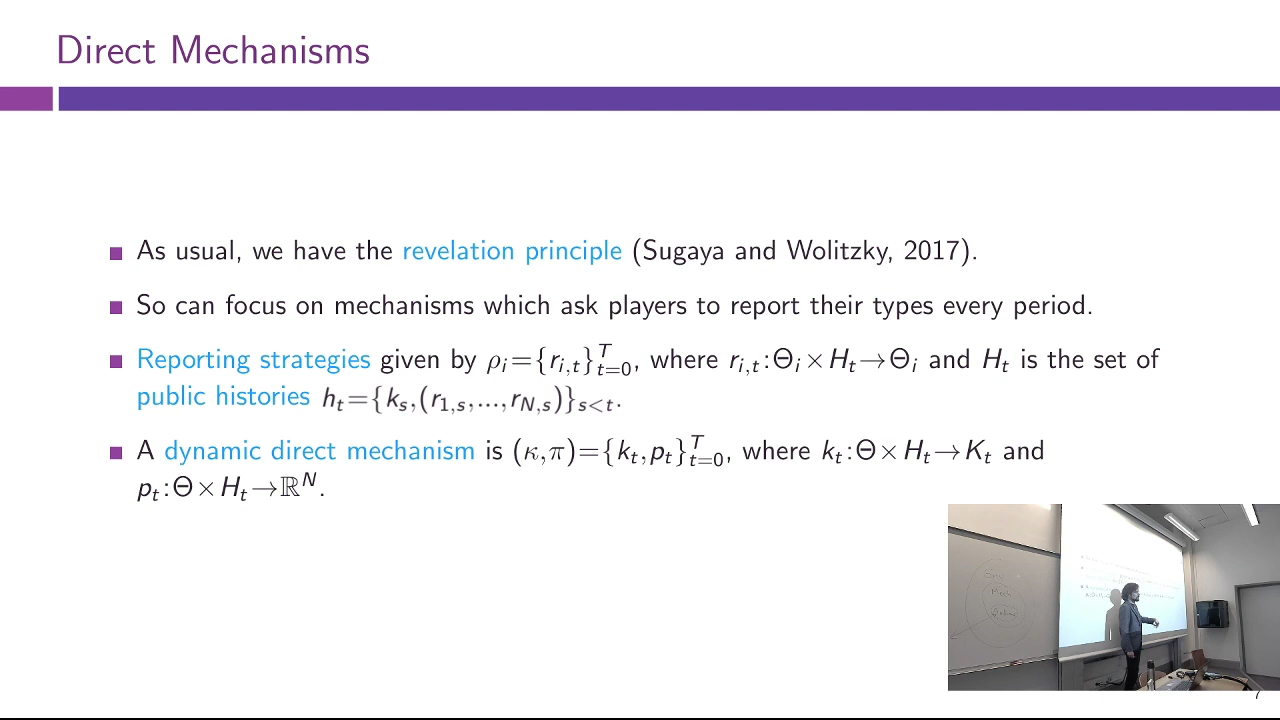 Direct Mechanisms
As usual, we have the revelation principle (Sugaya and Wolitzky, 2017).
So can focus on mechanisms which ask players to report their types every period.
Reporting strategies given by ρᵢ={rᵢ,ₜ}ᵀₜ₌₀, where rᵢ,ₜ:Θᵢ×Hₜ→Θᵢ and Hₜ is the set of
public histories hₜ={kₛ,(r₁,ₛ,...,r_N,ₛ)}ₛ<ₜ.
A dynamic direct mechanism is (κ,π)={kₜ,pₜ}ᵀₜ₌₀, where kₜ:Θ×Hₜ→Kₜ and
pₜ:Θ×Hₜ→ℝᴺ.